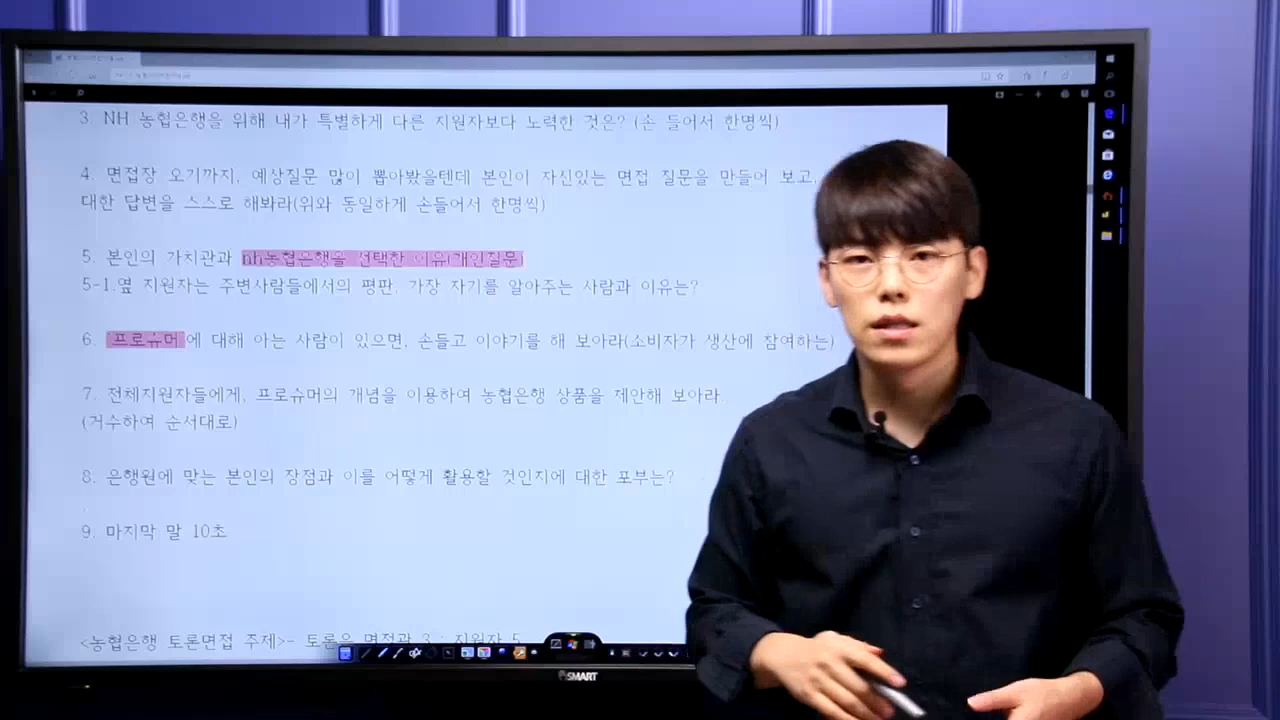 3. NH 농협은행을 위해 내가 특별하게 다른 지원자보다 노력한 것은? (손 들어서 한명씩)
4. 면접장 오기까지, 예상질문 많이 뽑아봤을텐데 본인이 자신있는 면접 질문을 만들어 보고,
대한 답변을 스스로 해봐라(위와 동일하게 손들어서 한명씩)
5. 본인의 가치관과 nh농협은행을 선택한 이유(개인질문)
5-1.옆 지원자는 주변사람들에서의 평판, 가장 자기를 알아주는 사람과 이유는?
6. 프로슈머에 대해 아는 사람이 있으면, 손들고 이야기를 해 보아라(소비자가 생산에 참여하는)
7. 전체지원자들에게, 프로슈머의 개념을 이용하여 농협은행 상품을 제안해 보아라.
(거수하여 순서대로)
8. 은행원에 맞는 본인의 장점과 이를 어떻게 활용할 것인지에 대한 포부는?
9. 마지막 말 10초
<농협은행 토론면접 주제>- 토론은 면접관 3 : 지원자 5
SMART